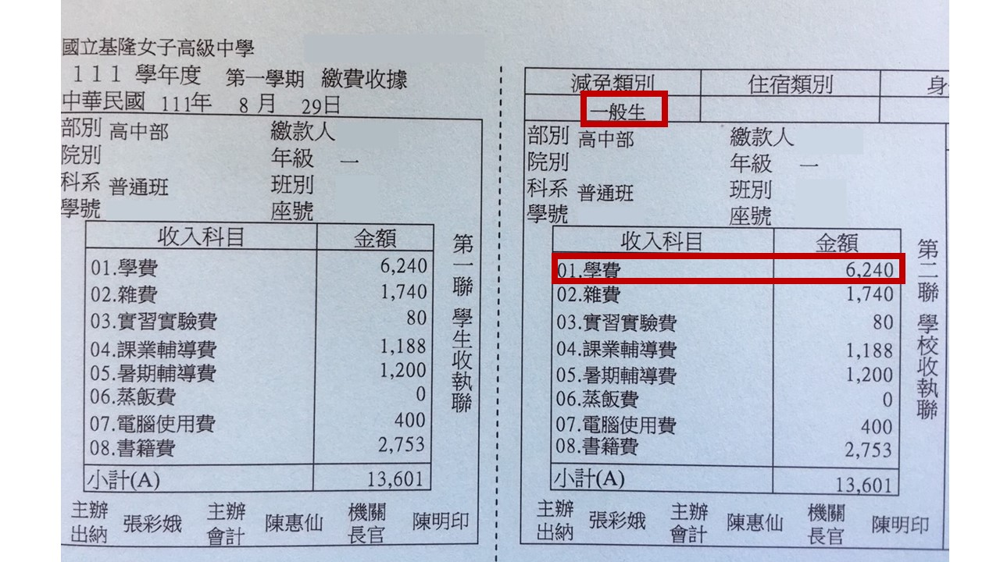 國立基隆女子高級中學
111 學年度 第一學期 繳費收據
中華民國 111年 8 月 29日
部別 高中部 繳款人
院別 年級 一
科系 普通班 班別
學號 座號
收入科目 金額
01.學費 6,240
02.雜費 1,740
03.實習實驗費 80
04.課業輔導費 1,188
05.暑期輔導費 1,200
06.蒸飯費 0
07.電腦使用費 400
08.書籍費 2,753
小計(A) 13,601
第一聯 學生收執聯
主辦出納 張彩娥 主辦會計 陳惠仙 機關長官 陳明印
減免類別 住宿類別 身
一般生
部別 高中部 繳款人
院別 年級 一
科系 普通班 班別
學號 座號
收入科目 金額
01.學費 6,240
02.雜費 1,740
03.實習實驗費 80
04.課業輔導費 1,188
05.暑期輔導費 1,200
06.蒸飯費 0
07.電腦使用費 400
08.書籍費 2,753
小計(A) 13,601
第二聯 學校收執聯
主辦出納 張彩娥 主辦會計 陳惠仙 機關長官 陳明印